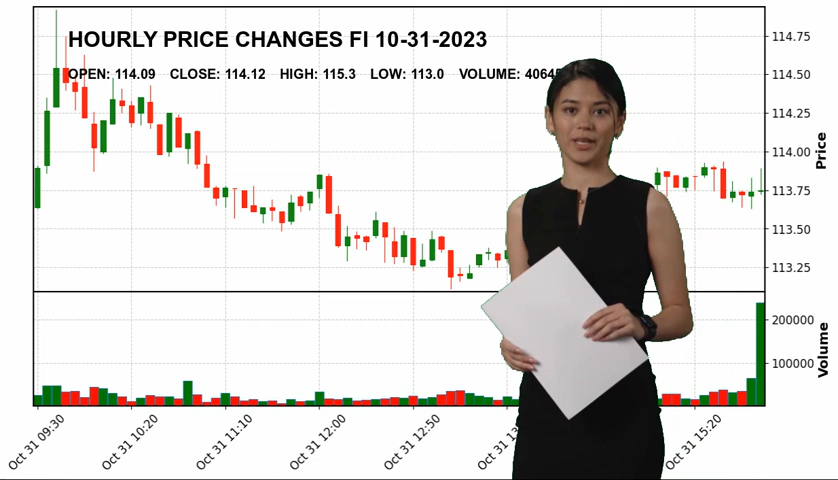 HOURLY PRICE CHANGES FI 10-31-2023
OPEN: 114.09 CLOSE: 114.12 HIGH: 115.3 LOW: 113.0 VOLUME:
114.75
114.50
114.25
114.00
113.75
113.50
113.25
Price
200000
100000
Volume
Oct 31 09:30
Oct 31 10:20
Oct 31 11:10
Oct 31 12:00
Oct 31 12:50
Oct 31
Oct 31 15:20